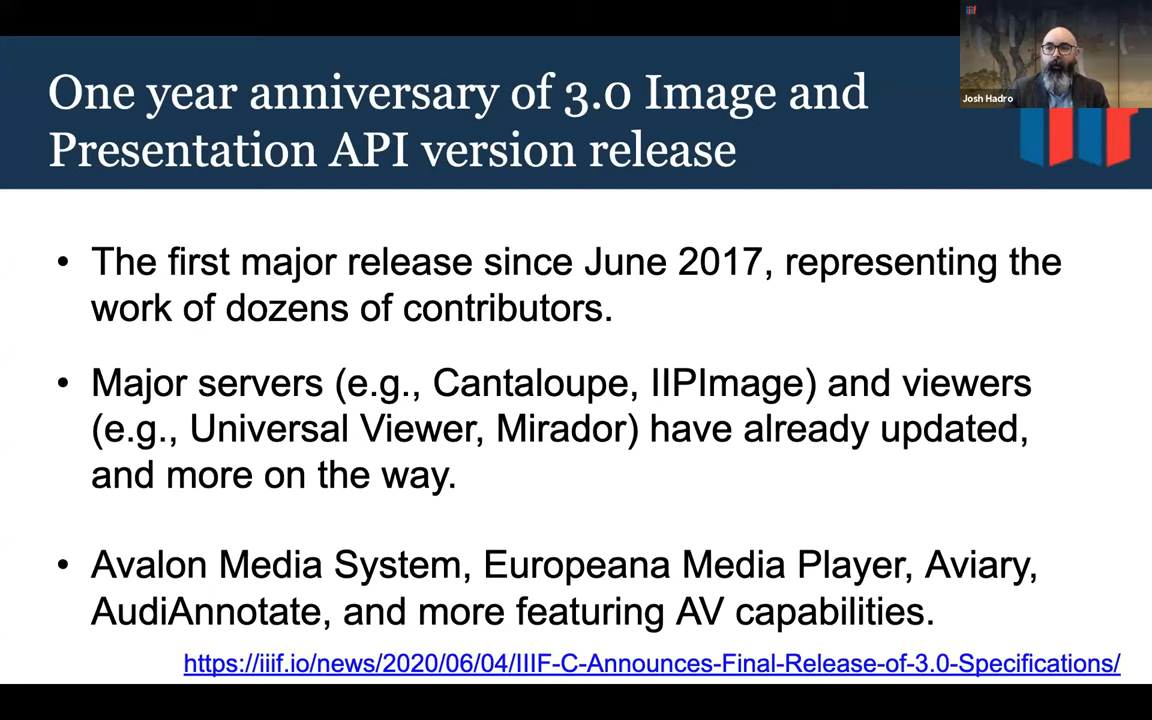 One year anniversary of 3.0 Image and
Presentation API version release
Josh Hadro
• The first major release since June 2017, representing the
work of dozens of contributors.
• Major servers (e.g., Cantaloupe, IIPImage) and viewers
(e.g., Universal Viewer, Mirador) have already updated,
and more on the way.
• Avalon Media System, Europeana Media Player, Aviary,
AudiAnnotate, and more featuring AV capabilities.
https://iiif.io/news/2020/06/04/IIIF-C-Announces-Final-Release-of-3.0-Specifications/